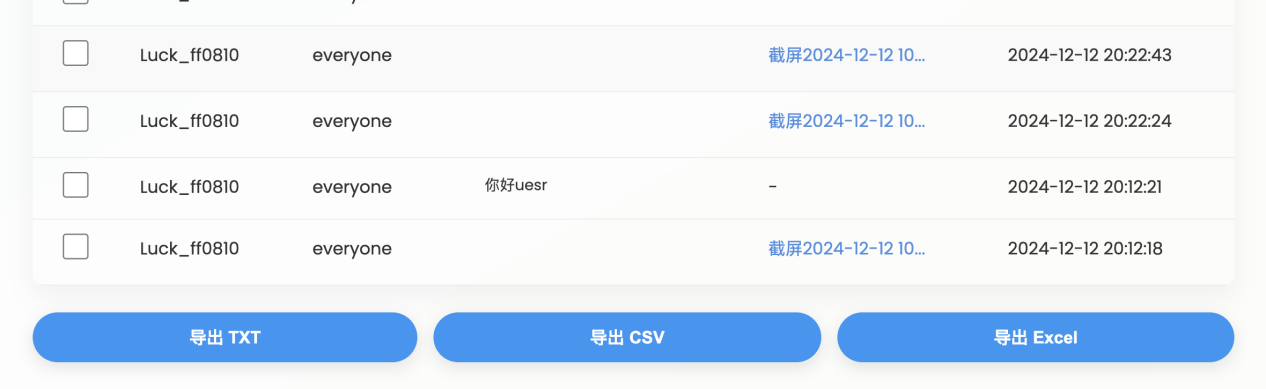 Luck_ff0810 everyone 截屏2024-12-12 10... 2024-12-12 20:22:43
Luck_ff0810 everyone 截屏2024-12-12 10... 2024-12-12 20:22:24
Luck_ff0810 everyone 你好uesr - 2024-12-12 20:12:21
Luck_ff0810 everyone 截屏2024-12-12 10... 2024-12-12 20:12:18
导出 TXT 导出 CSV 导出 Excel